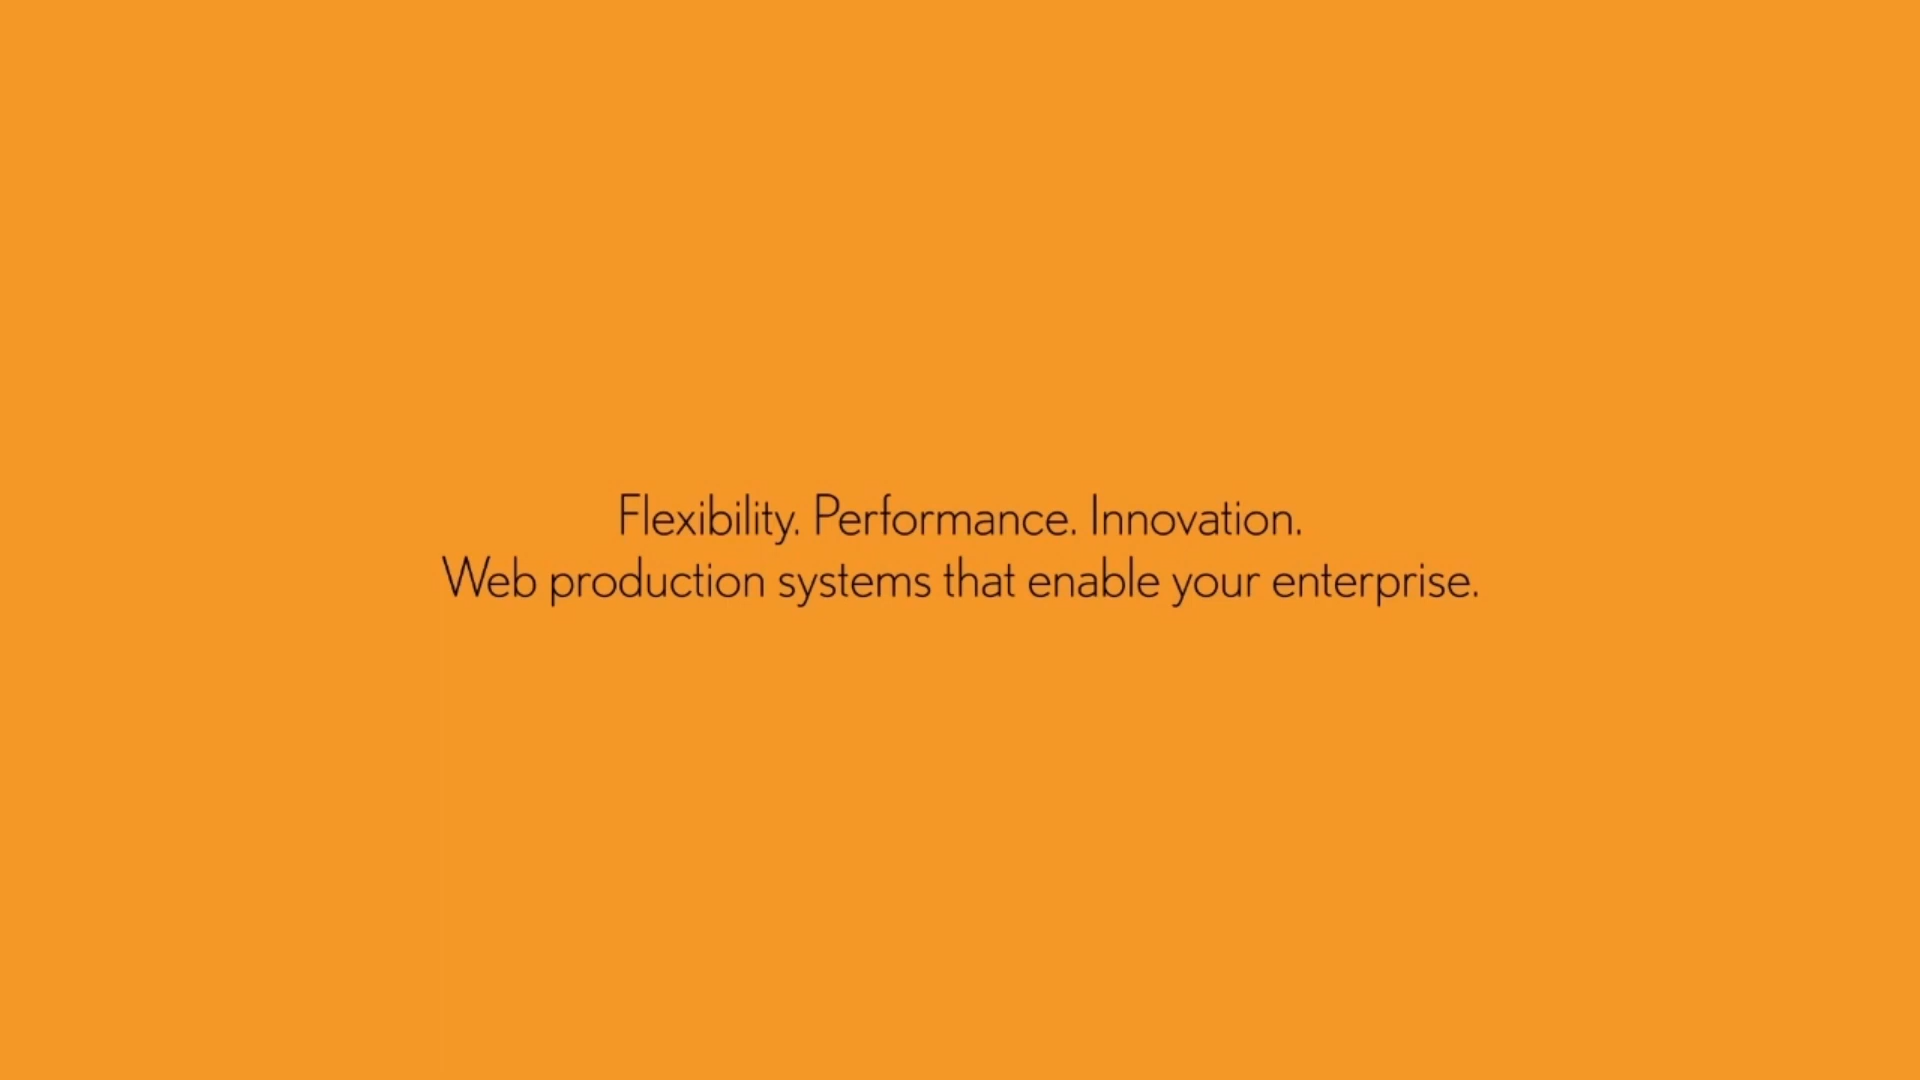 Flexibility. Performance. Innovation.
Web production systems that enable your enterprise.